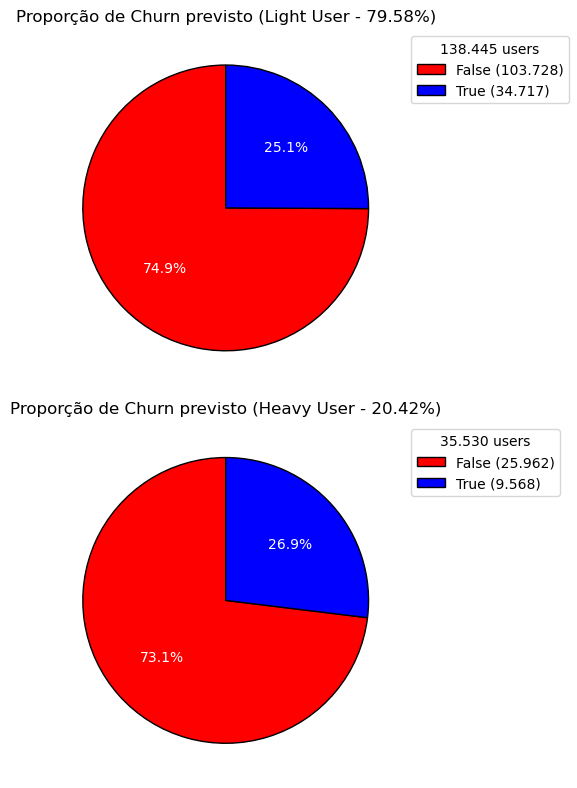 Proporção de Churn previsto (Light User - 79.58%)
138.445 users
False (103.728)
True (34.717)
25.1%
74.9%
Proporção de Churn previsto (Heavy User - 20.42%)
35.530 users
False (25.962)
True (9.568)
26.9%
73.1%